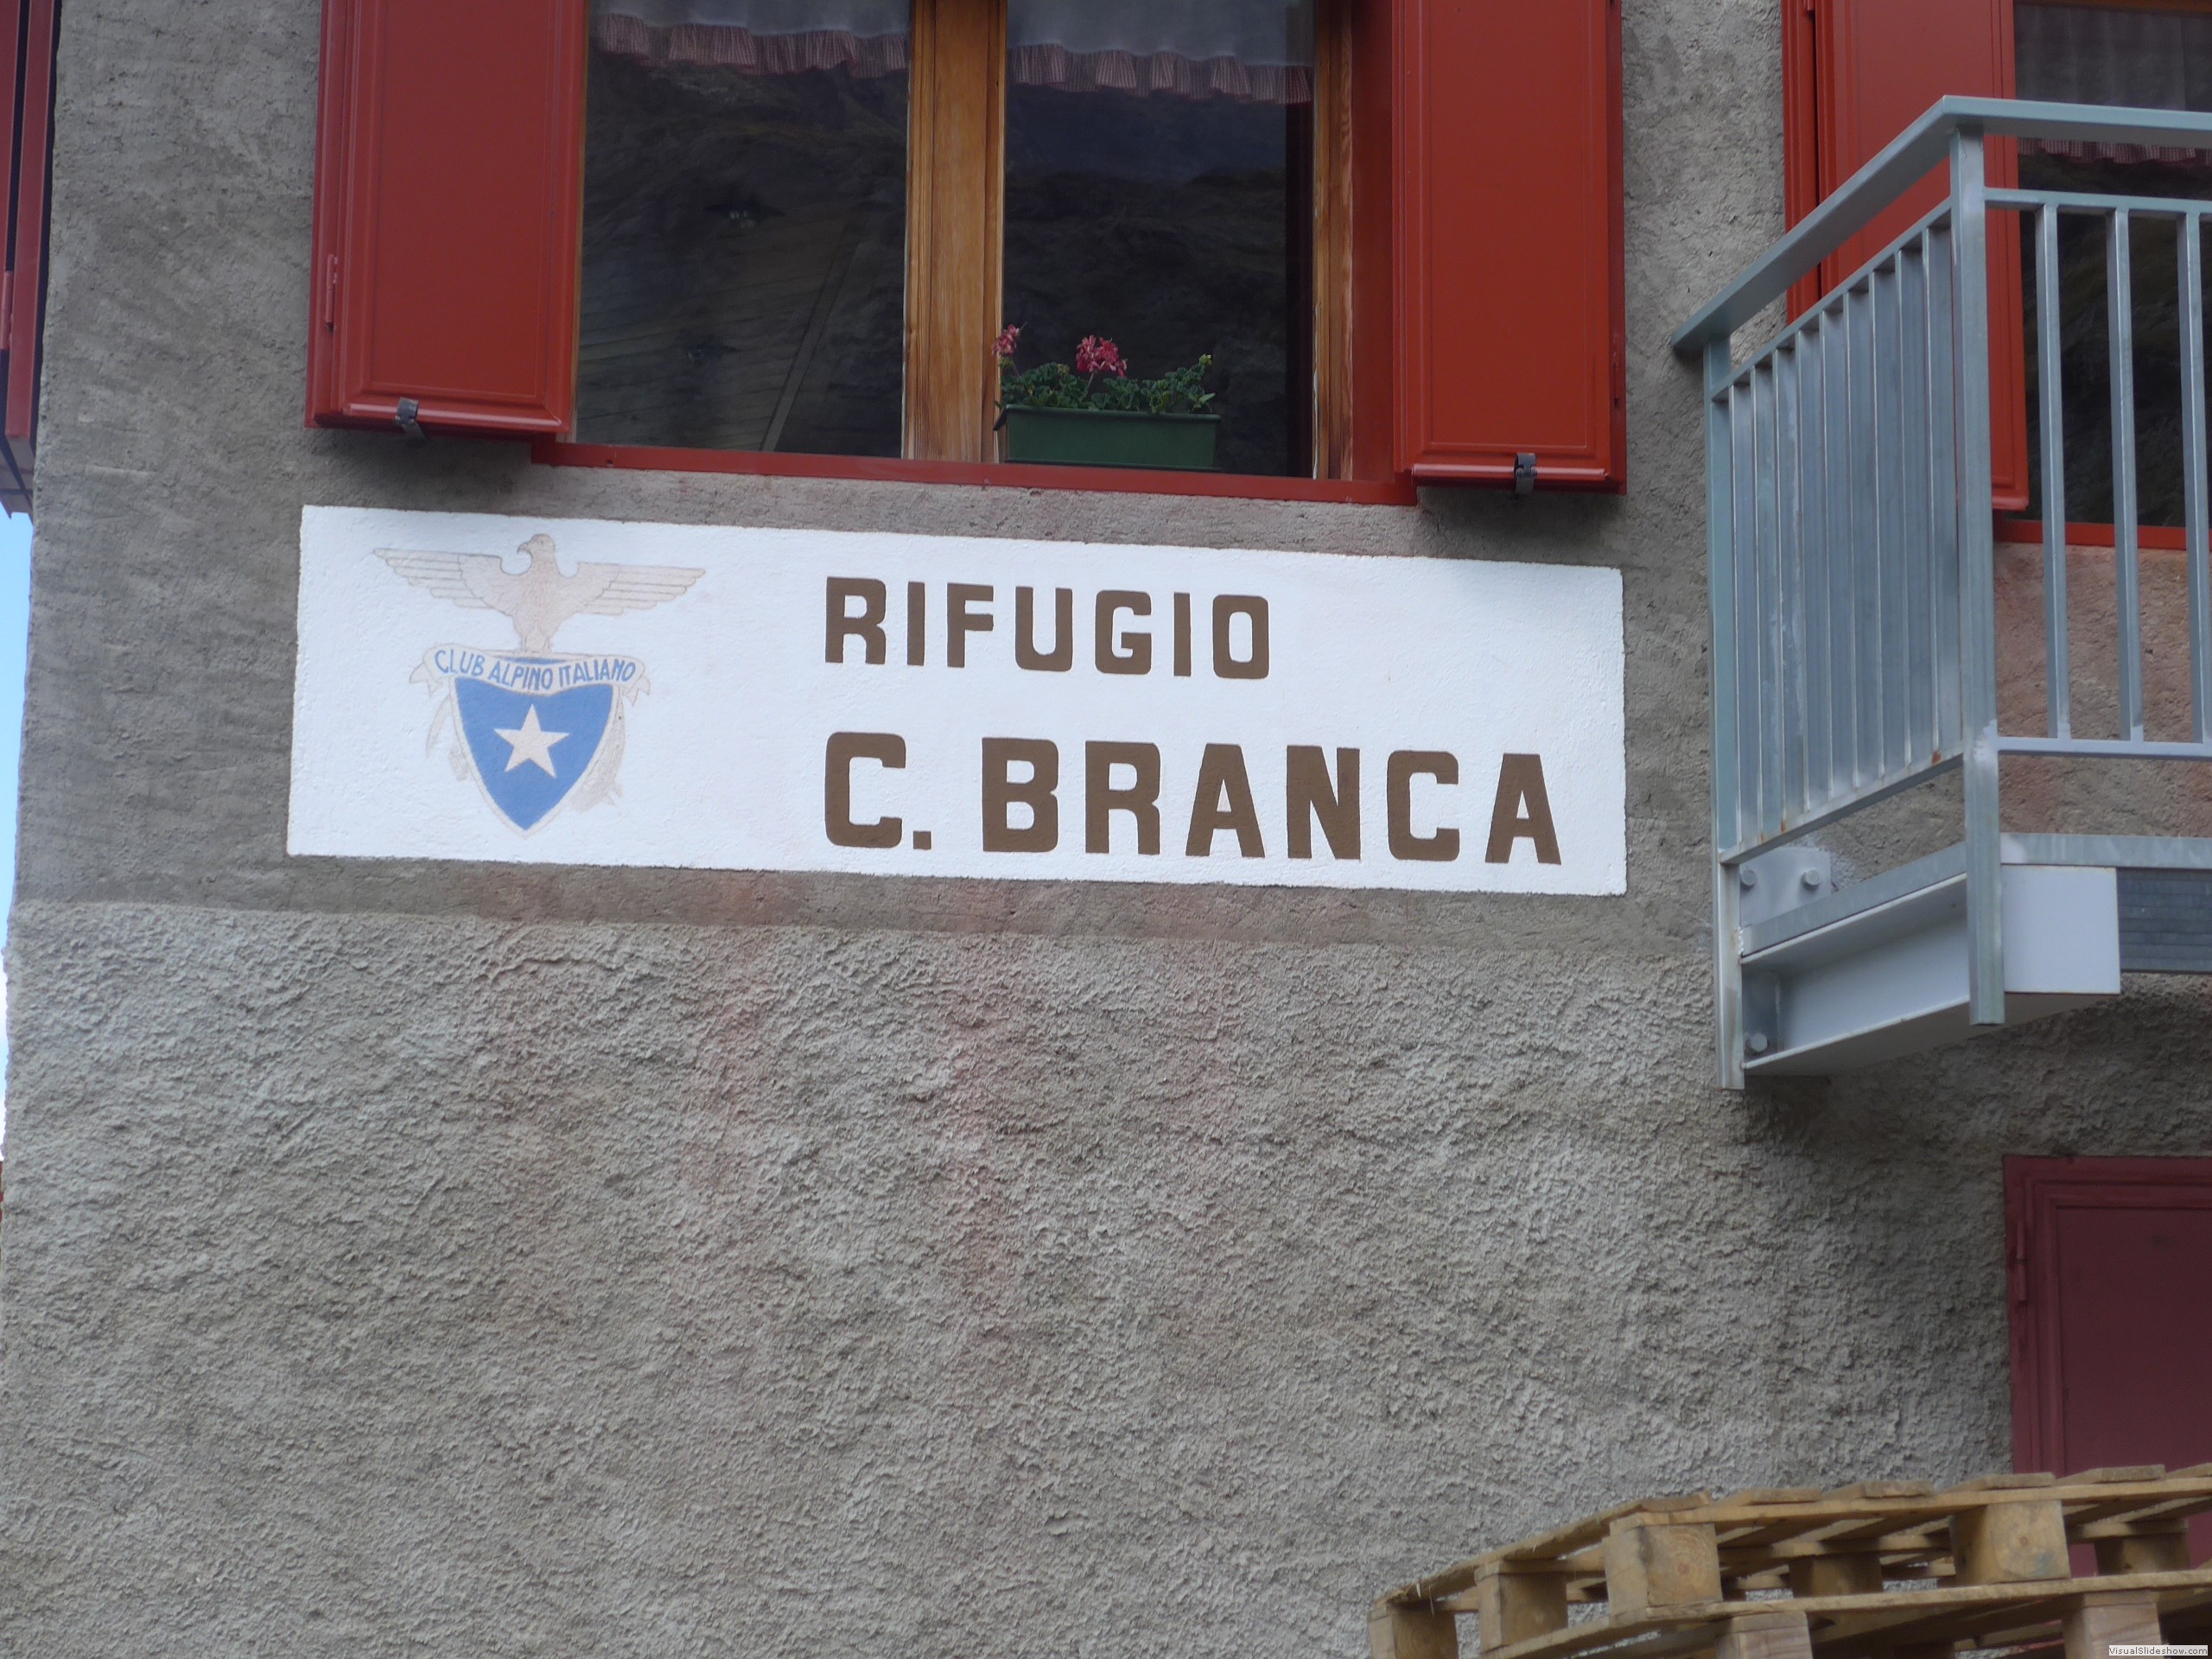 RIFUGIO
C. BRANCA
CLUB ALPINO ITALIANO
VisualSlideshow.com